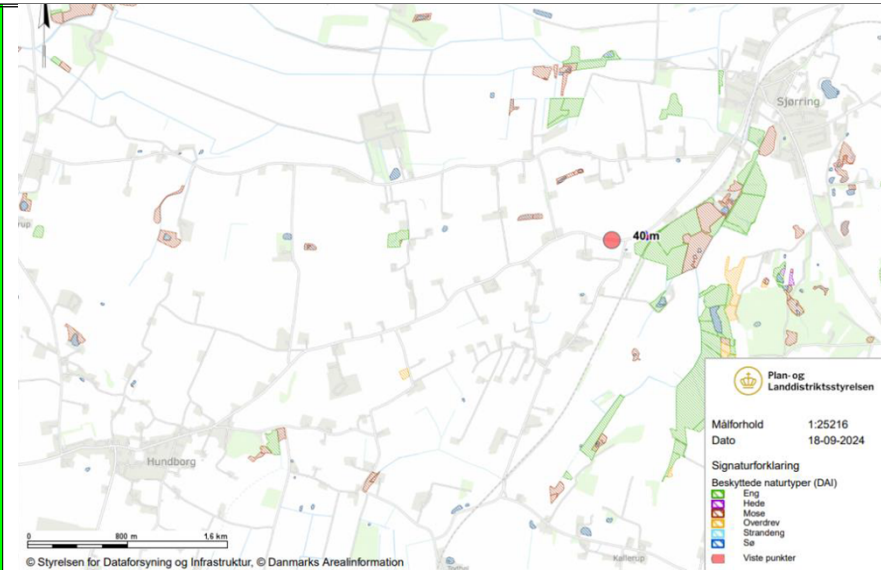 Sjørring
40 m
Hundborg
Kallerup
0 800 m 1,6 km
© Styrelsen for Dataforsyning og Infrastruktur, © Danmarks Arealinformation
Plan- og
Landdistriktsstyrelsen
Målforhold 1:25216
Dato 18-09-2024
Signaturforklaring
Beskyttede naturtyper (DAI)
Eng
Hede
Mose
Overdrev
Strandeng
Sø
Viste punkter